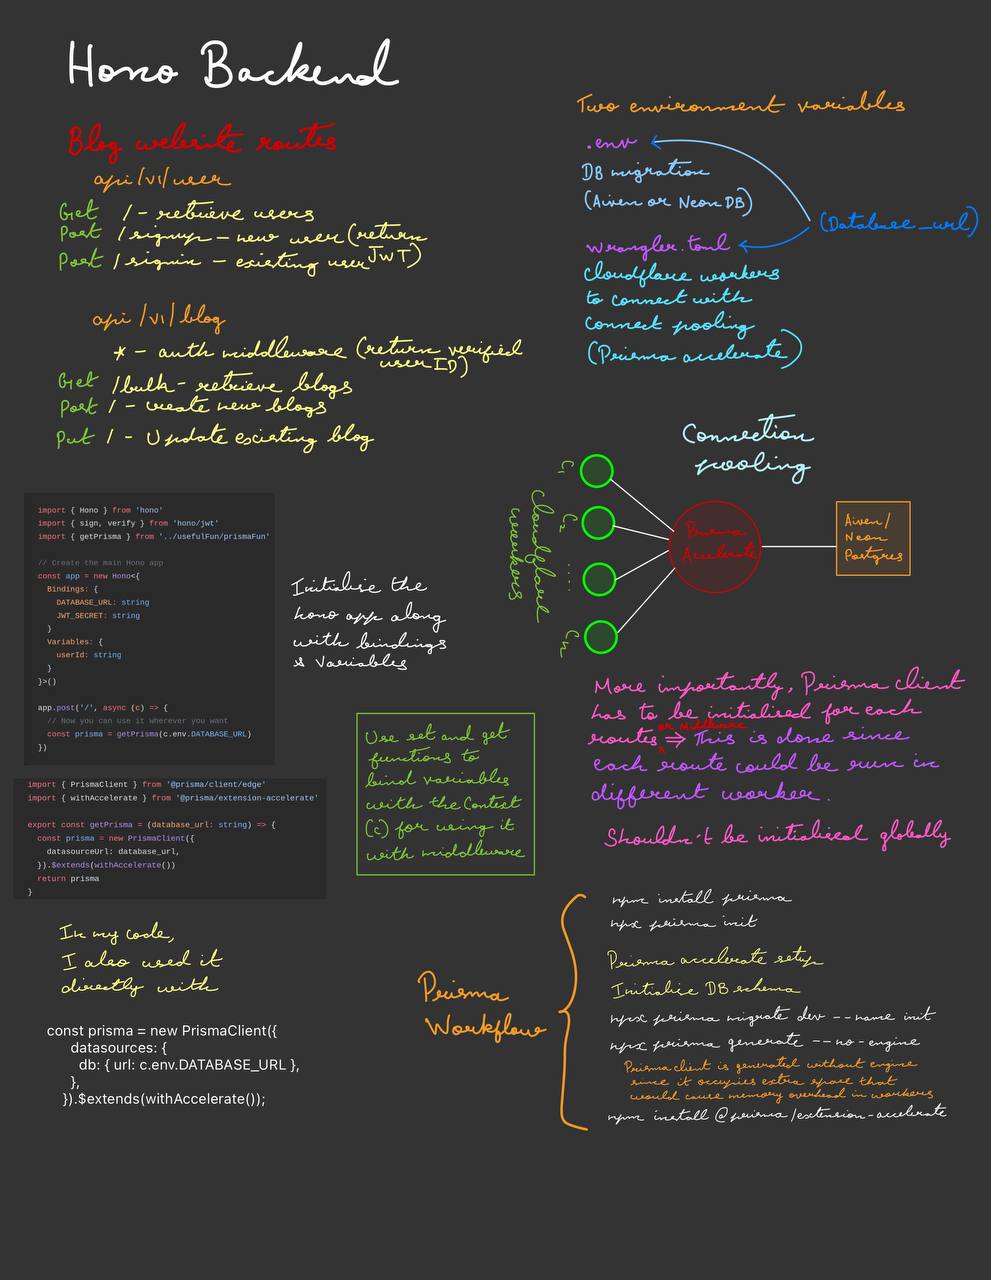 Hono Backend
Blog website routes
api/v1/user
Get / - retrieve users
Post /signup - new user (return
Post /signin - existing user JWT)
api/v1/blog
* - auth middleware (return verified
userID)
Get /bulk - retrieve blogs
Post / - create new blogs
Put / - Update existing blog
Two environment variables
.env
DB migration
(Aiven or Neon DB)
(Database_url)
wrangler.toml
Cloudflare workers
to connect with
connect pooling
(Prisma accelerate)
Connection
pooling
C1
C2
....
Cn
Cloudflare
workers
Prisma
Accelerate
Aiven/
Neon
Postgres
import { Hono } from 'hono'
import { sign, verify } from 'hono/jwt'
import { getPrisma } from '../usefulFun/prismaFun'
// Create the main Hono app
const app = new Hono<{
Bindings: {
DATABASE_URL: string
JWT_SECRET: string
}
Variables: {
userId: string
}
}>()
app.post('/', async (c) => {
// Now you can use it wherever you want
const prisma = getPrisma(c.env.DATABASE_URL)
})
Initialise the
hono app along
with bindings
& variables
import { PrismaClient } from '@prisma/client/edge'
import { withAccelerate } from '@prisma/extension-accelerate'
export const getPrisma = (database_url: string) => {
const prisma = new PrismaClient({
datasourceUrl: database_url,
}).$extends(withAccelerate())
return prisma
}
Use set and get
functions to
bind variables
with the Context
(c) for using it
with middleware
More importantly, Prisma client
has to be initialised for each
or Middleware
routes ⇒ This is done since
each route could be run in
different worker.
Shouldn't be initialised globally
In my code,
I also used it
directly with
const prisma = new PrismaClient({
datasources: {
db: { url: c.env.DATABASE_URL },
},
}).$extends(withAccelerate());
Prisma
Workflow
npm install prisma
npx prisma init
Prisma accelerate setup
Initialise DB schema
npx prisma migrate dev --name init
npx prisma generate --no-engine
Prisma client is generated without engine
since it occupies extra space that
would cause memory overhead in workers
npm install @prisma/extension-accelerate